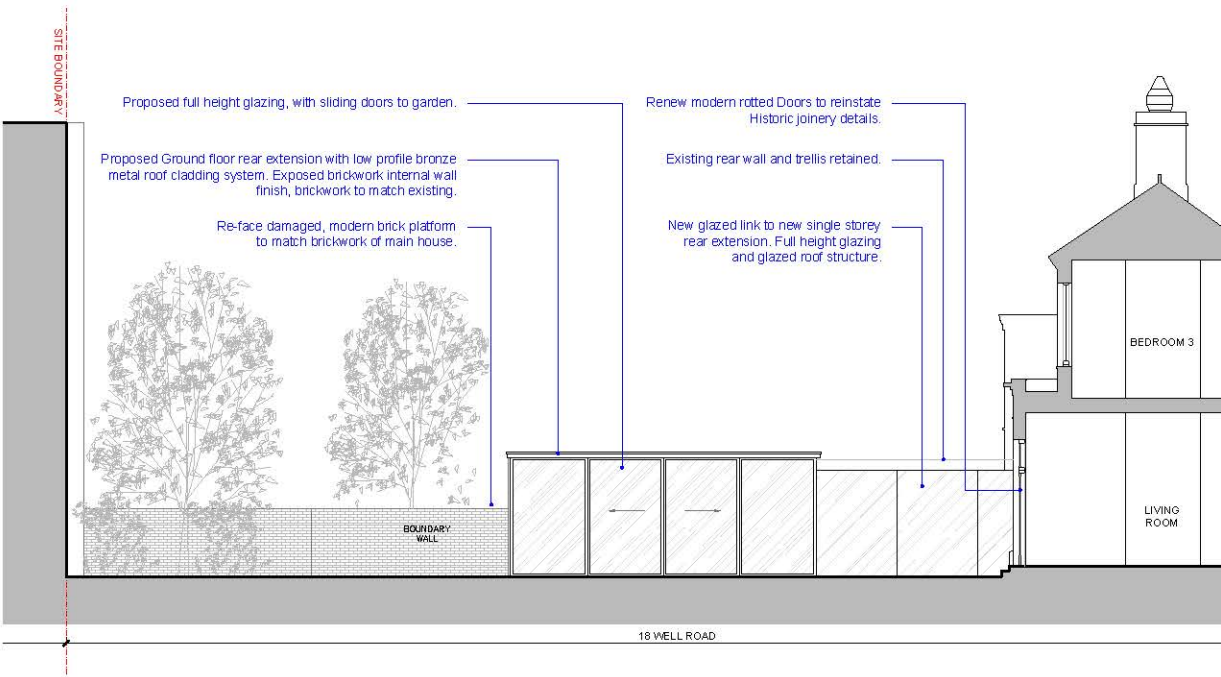 SITE BOUNDARY
Proposed full height glazing, with sliding doors to garden.
Proposed Ground floor rear extension with low profile bronze
metal roof cladding system. Exposed brickwork internal wall
finish, brickwork to match existing.
Re-face damaged, modern brick platform
to match brickwork of main house.
Renew modern rotted Doors to reinstate
Historic joinery details.
Existing rear wall and trellis retained.
New glazed link to new single storey
rear extension. Full height glazing
and glazed roof structure.
BEDROOM 3
BOUNDARY
WALL
LIVING
ROOM
18 WELL ROAD